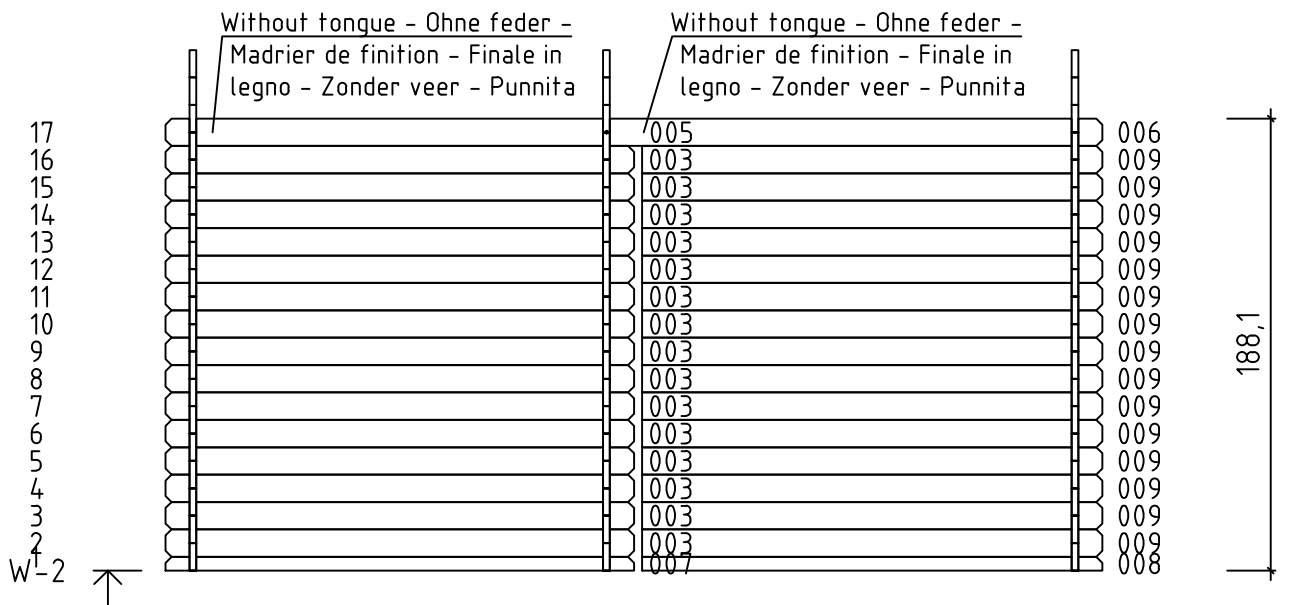 Without tongue - Ohne feder -
Madrier de finition - Finale in
legno - Zonder veer - Punnita
Without tongue - Ohne feder -
Madrier de finition - Finale in
legno - Zonder veer - Punnita
17 005 006
16 003 009
15 003 009
14 003 009
13 003 009
12 003 009
11 003 009
10 003 009
9 003 009
8 003 009
7 003 009
6 003 009
5 003 009
4 003 009
3 003 009
2 003 009
1 007 008
W-2
188,1